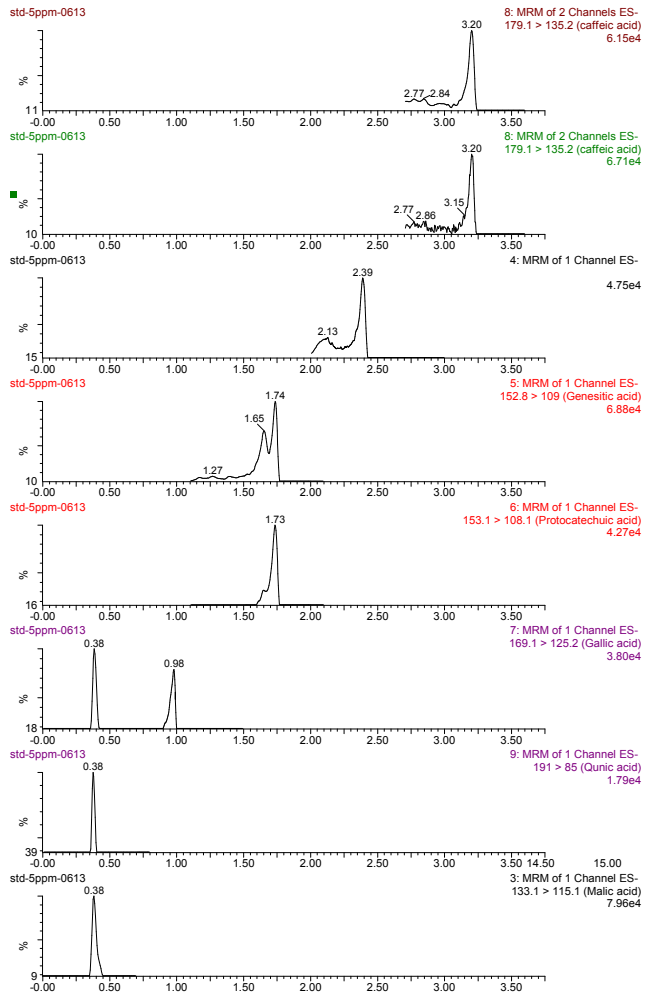 std-5ppm-0613
8: MRM of 2 Channels ES-
179.1 > 135.2 (caffeic acid)
6.15e4
3.20
2.77
2.84
%
11
-0.00 0.50 1.00 1.50 2.00 2.50 3.00 3.50
std-5ppm-0613
8: MRM of 2 Channels ES-
179.1 > 135.2 (caffeic acid)
6.71e4
3.20
2.77
2.86
3.15
%
10
-0.00 0.50 1.00 1.50 2.00 2.50 3.00 3.50
std-5ppm-0613
4: MRM of 1 Channel ES-
4.75e4
2.39
2.13
%
15
-0.00 0.50 1.00 1.50 2.00 2.50 3.00 3.50
std-5ppm-0613
5: MRM of 1 Channel ES-
152.8 > 109 (Genesitic acid)
6.88e4
1.74
1.65
1.27
%
10
-0.00 0.50 1.00 1.50 2.00 2.50 3.00 3.50
std-5ppm-0613
6: MRM of 1 Channel ES-
153.1 > 108.1 (Protocatechuic acid)
4.27e4
1.73
%
16
-0.00 0.50 1.00 1.50 2.00 2.50 3.00 3.50
std-5ppm-0613
7: MRM of 1 Channel ES-
169.1 > 125.2 (Gallic acid)
3.80e4
0.38
0.98
%
18
-0.00 0.50 1.00 1.50 2.00 2.50 3.00 3.50
std-5ppm-0613
9: MRM of 1 Channel ES-
191 > 85 (Qunic acid)
1.79e4
0.38
%
39
-0.00 0.50 1.00 1.50 2.00 2.50 3.00 3.50 14.50 15.00
std-5ppm-0613
3: MRM of 1 Channel ES-
133.1 > 115.1 (Malic acid)
7.96e4
0.38
%
9
-0.00 0.50 1.00 1.50 2.00 2.50 3.00 3.50